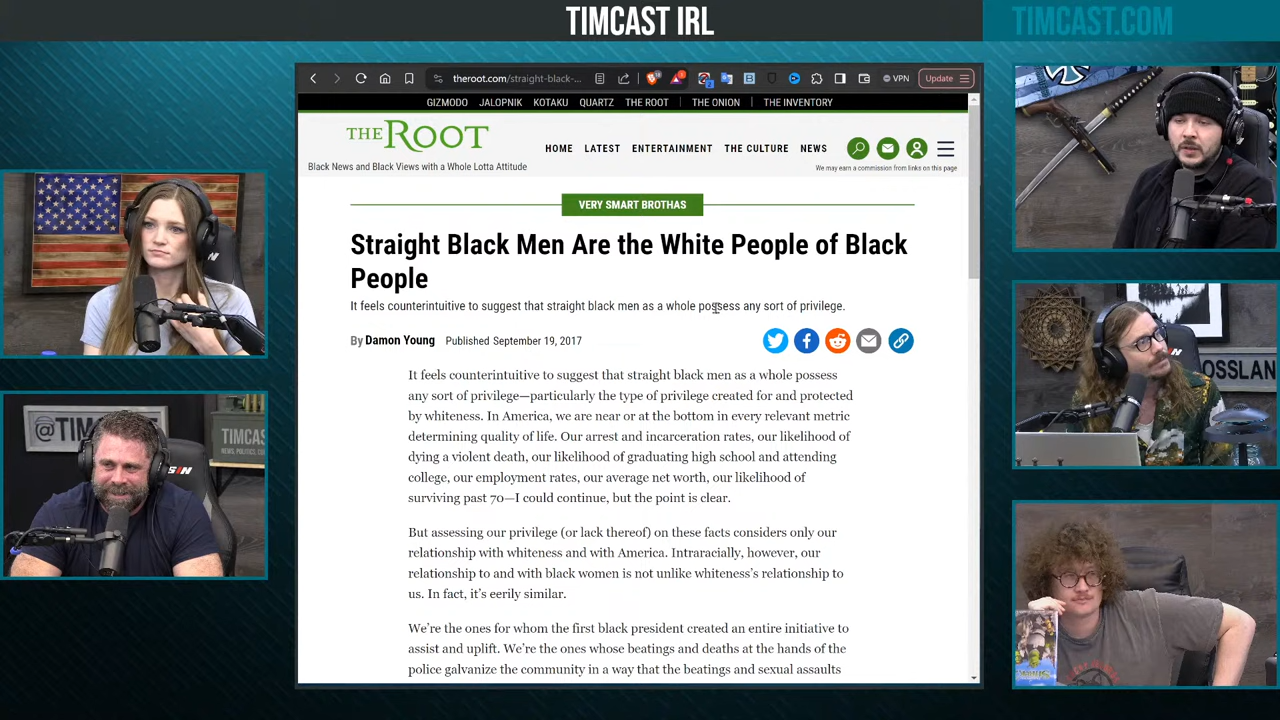 TIMCAST IRL
TIMCAST.COM
theroot.com/straight-black-...
VPN
Update
GIZMODO JALOPNIK KOTAKU QUARTZ THE ROOT THE ONION THE INVENTORY
THE ROOT
Black News and Black Views with a Whole Lotta Attitude
HOME LATEST ENTERTAINMENT THE CULTURE NEWS
We may earn a commission from links on this page
VERY SMART BROTHAS
Straight Black Men Are the White People of Black
People
It feels counterintuitive to suggest that straight black men as a whole possess any sort of privilege.
By Damon Young Published September 19, 2017
It feels counterintuitive to suggest that straight black men as a whole possess
any sort of privilege—particularly the type of privilege created for and protected
by whiteness. In America, we are near or at the bottom in every relevant metric
determining quality of life. Our arrest and incarceration rates, our likelihood of
dying a violent death, our likelihood of graduating high school and attending
college, our employment rates, our average net worth, our likelihood of
surviving past 70—I could continue, but the point is clear.
But assessing our privilege (or lack thereof) on these facts considers only our
relationship with whiteness and with America. Intraracially, however, our
relationship to and with black women is not unlike whiteness's relationship to
us. In fact, it's eerily similar.
We're the ones for whom the first black president created an entire initiative to
assist and uplift. We're the ones whose beatings and deaths at the hands of the
police galvanize the community in a way that the beatings and sexual assaults
@TIM
TIMCAST
OSSLAN